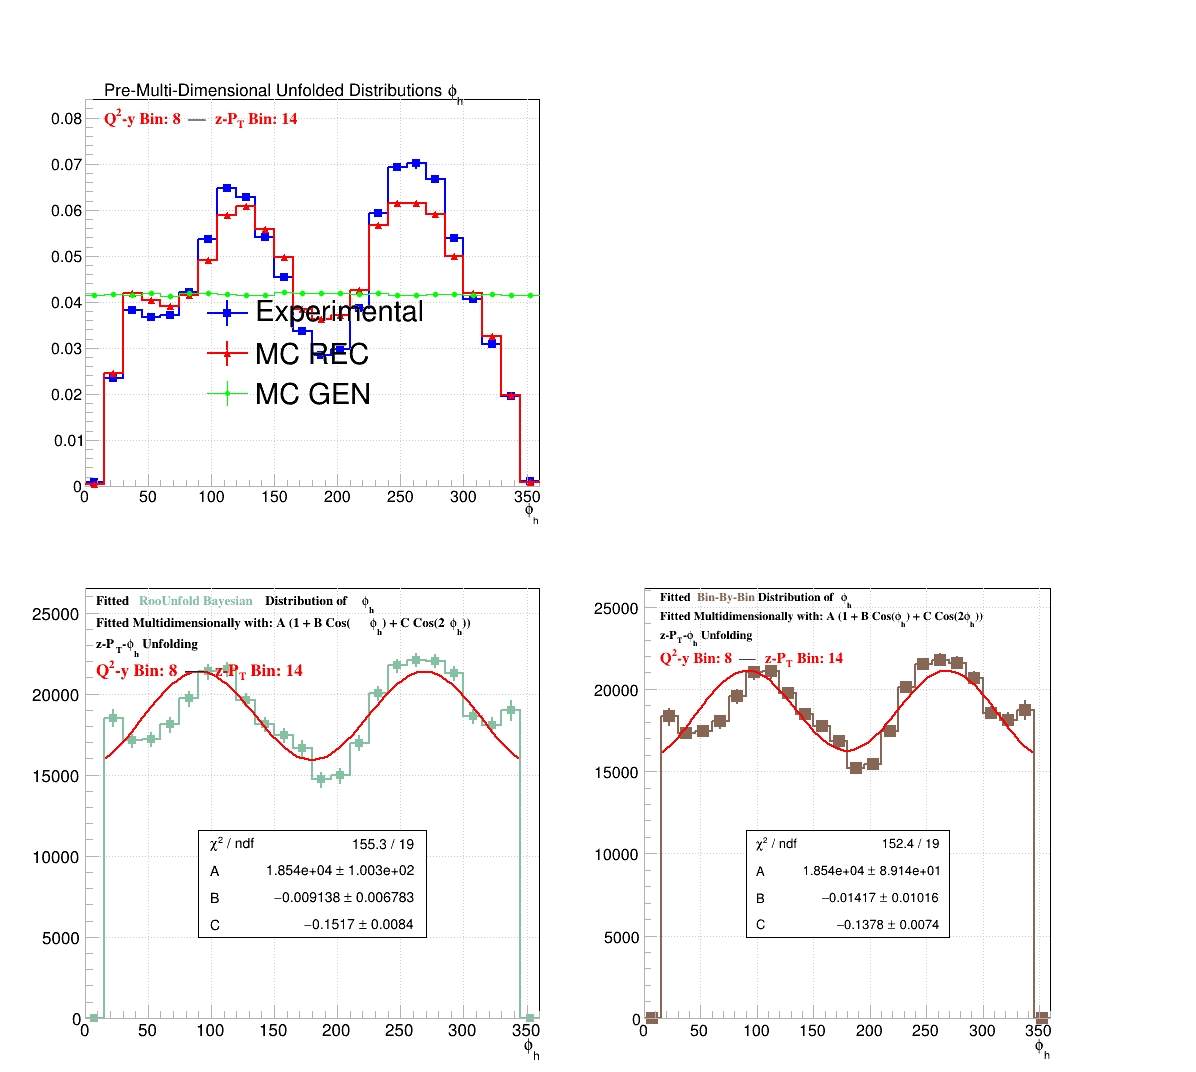 Pre-Multi-Dimensional Unfolded Distributions ϕh
Q²-y Bin: 8 — z-PT Bin: 14
0.08
0.07
0.06
0.05
0.04
0.03
0.02
0.01
0
Experimental
MC REC
MC GEN
0 50 100 150 200 250 300 350
ϕh
Fitted RooUnfold Bayesian Distribution of ϕh
Fitted Multidimensionally with: A (1 + B Cos( ϕh) + C Cos(2 ϕh))
z-PT-ϕh Unfolding
Q²-y Bin: 8 — z-PT Bin: 14
25000
20000
15000
10000
5000
0
χ² / ndf 155.3 / 19
A 1.854e+04 ± 1.003e+02
B −0.009138 ± 0.006783
C −0.1517 ± 0.0084
0 50 100 150 200 250 300 350
ϕh
Fitted Bin-By-Bin Distribution of ϕh
Fitted Multidimensionally with: A (1 + B Cos(ϕh) + C Cos(2ϕh))
z-PT-ϕh Unfolding
Q²-y Bin: 8 — z-PT Bin: 14
25000
20000
15000
10000
5000
0
χ² / ndf 152.4 / 19
A 1.854e+04 ± 8.914e+01
B −0.01417 ± 0.01016
C −0.1378 ± 0.0074
0 50 100 150 200 250 300 350
ϕh